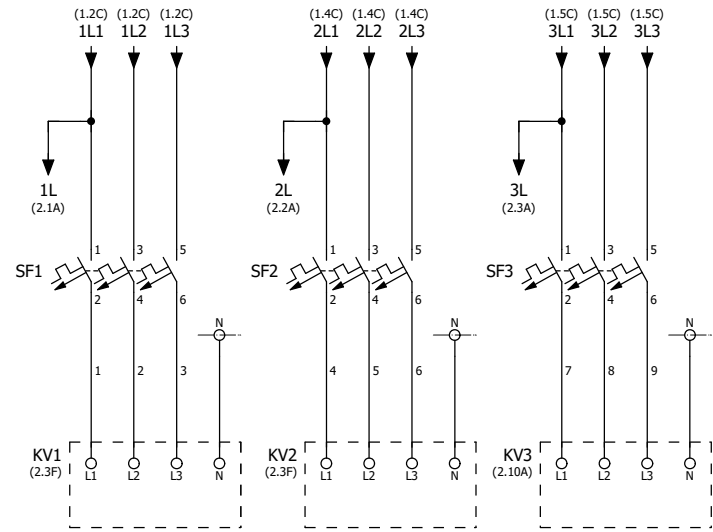 (1.2C) (1.2C) (1.2C) (1.4C) (1.4C) (1.4C) (1.5C) (1.5C) (1.5C)
1L1 1L2 1L3 2L1 2L2 2L3 3L1 3L2 3L3
1L 2L 3L
(2.1A) (2.2A) (2.3A)
1 3 5 1 3 5 1 3 5
SF1 SF2 SF3
2 4 6 2 4 6 2 4 6
N N N
1 2 3 4 5 6 7 8 9
KV1 KV2 KV3
(2.3F) (2.3F) (2.10A)
L1 L2 L3 N L1 L2 L3 N L1 L2 L3 N